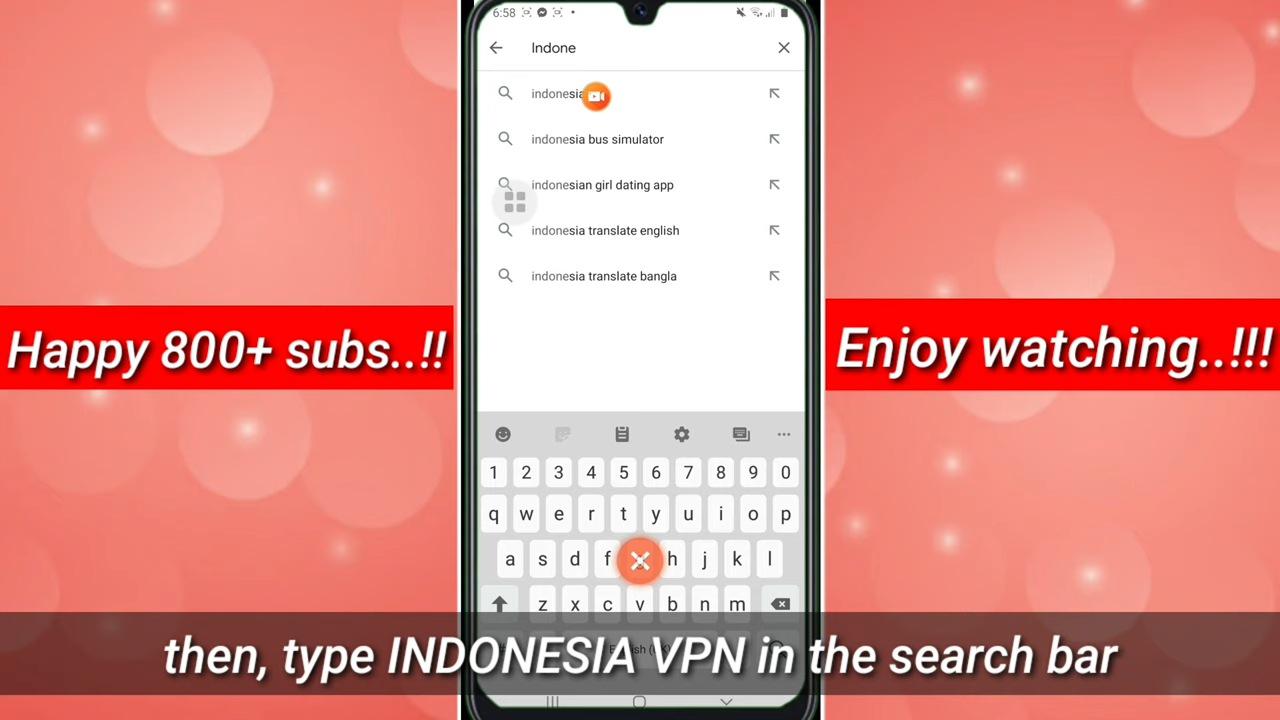 6:58
Indone
indonesia
indonesia bus simulator
indonesian girl dating app
indonesia translate english
indonesia translate bangla
Happy 800+ subs..!!
Enjoy watching..!!!
1 2 3 4 5 6 7 8 9 0
q w e r t y u i o p
a s d f h j k l
z x c v b n m
then, type INDONESIA VPN in the search bar